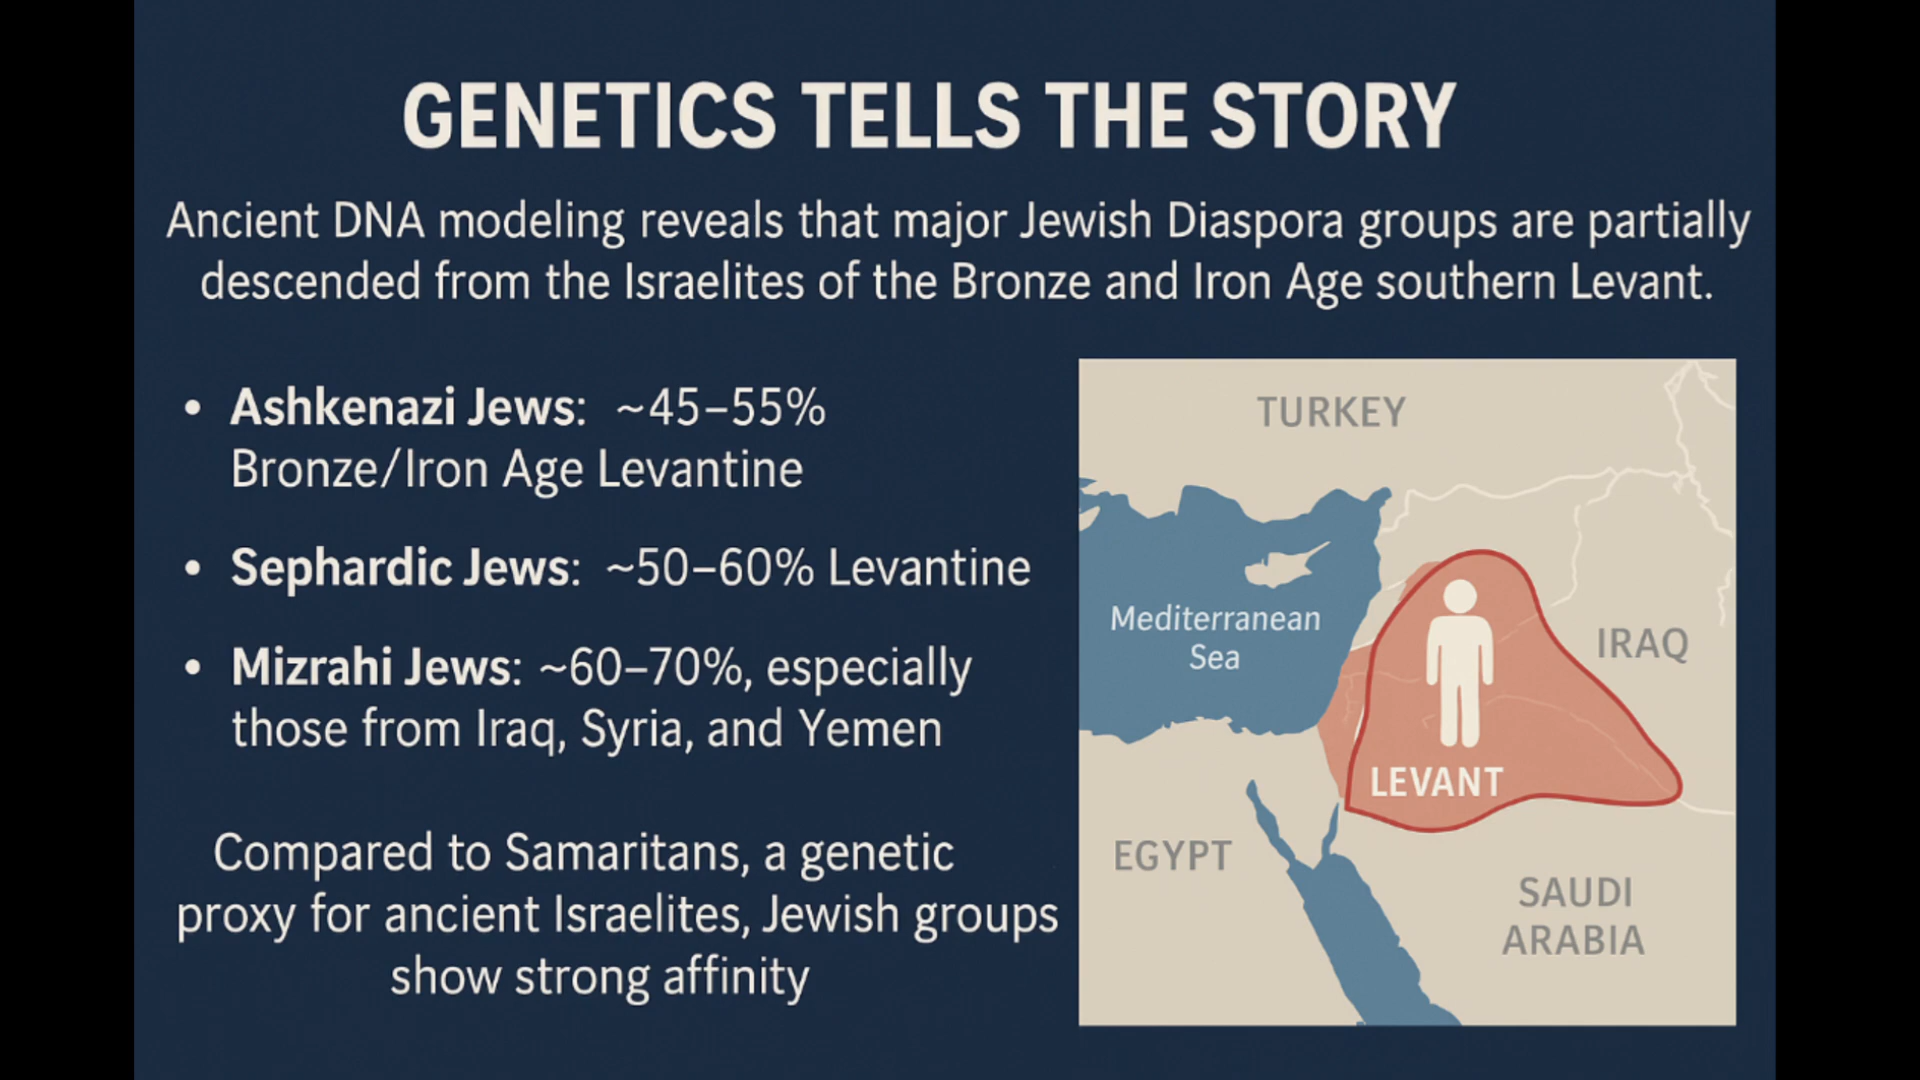 GENETICS TELLS THE STORY
Ancient DNA modeling reveals that major Jewish Diaspora groups are partially
descended from the Israelites of the Bronze and Iron Age southern Levant.
• Ashkenazi Jews: ~45–55%
Bronze/Iron Age Levantine
• Sephardic Jews: ~50–60% Levantine
• Mizrahi Jews: ~60–70%, especially
those from Iraq, Syria, and Yemen
Compared to Samaritans, a genetic
proxy for ancient Israelites, Jewish groups
show strong affinity
TURKEY
Mediterranean
Sea
IRAQ
LEVANT
EGYPT
SAUDI
ARABIA